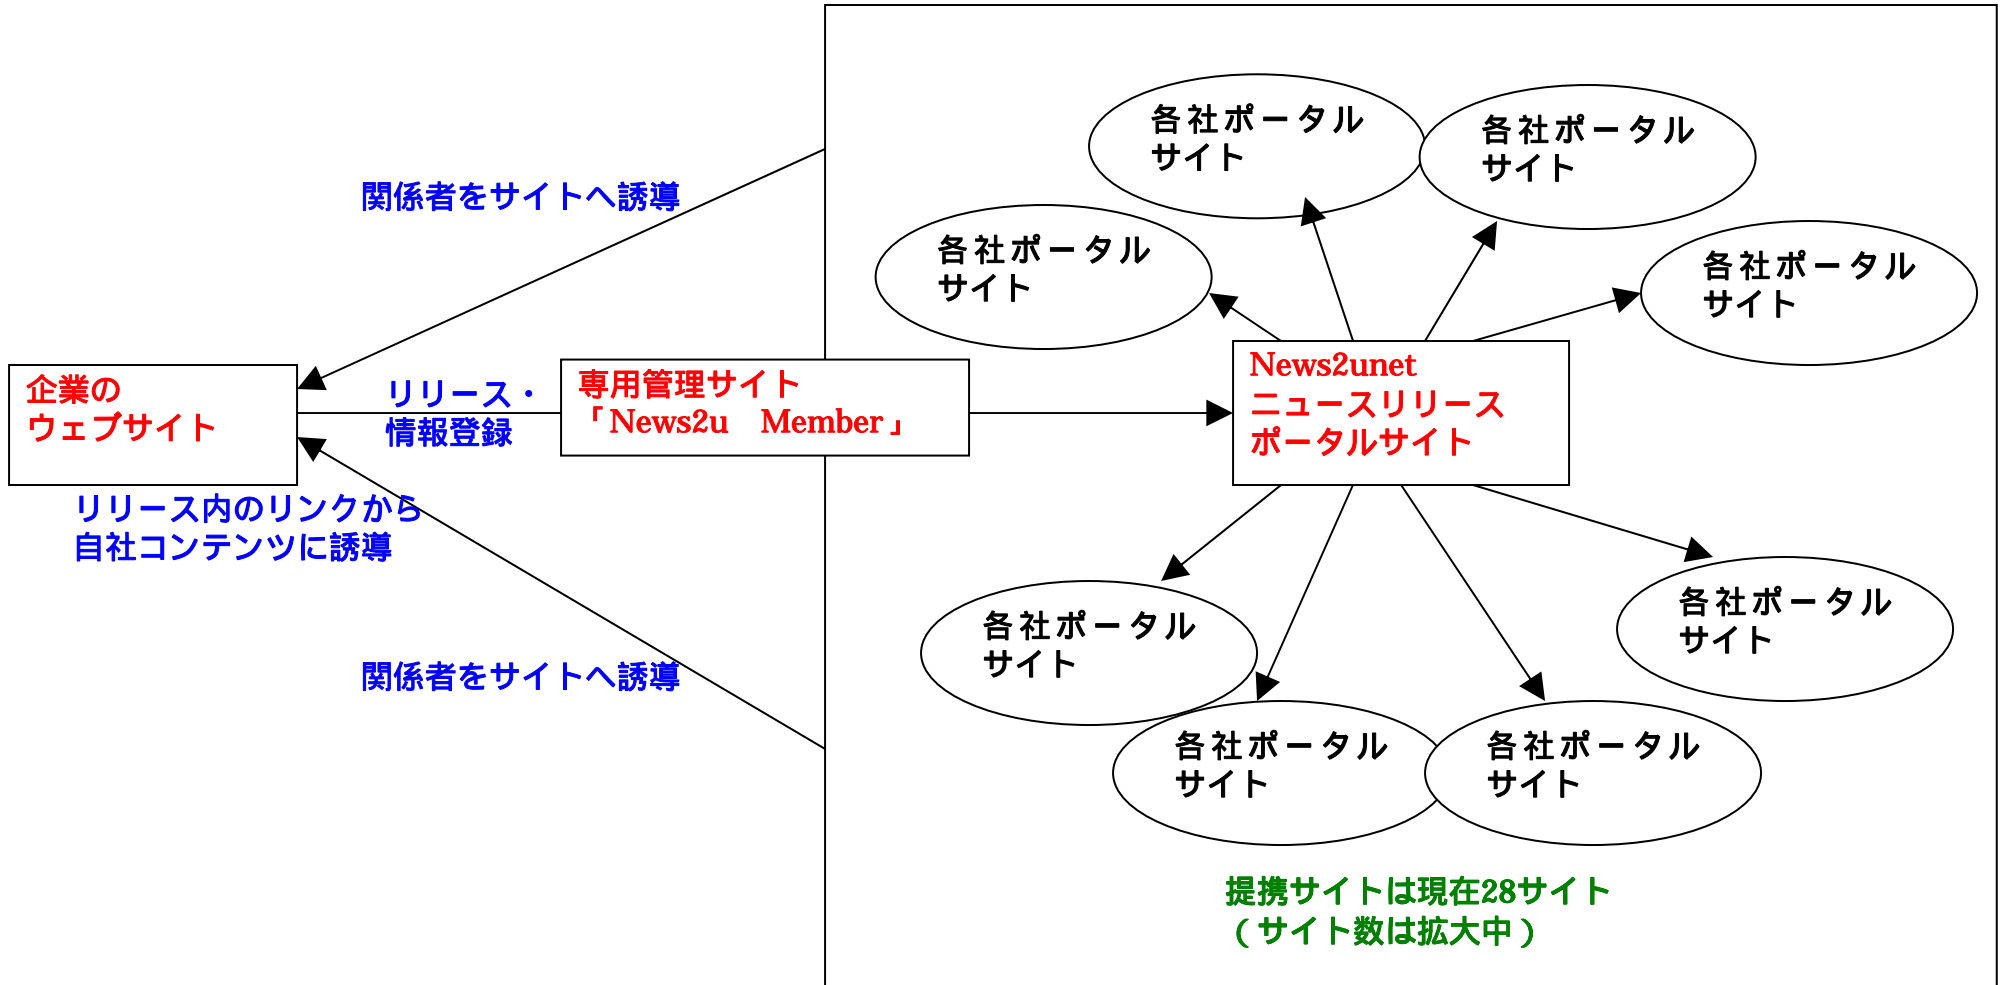 各社ポータル
サイト
各社ポータル
サイト
関係者をサイトへ誘導
各社ポータル
サイト
各社ポータル
サイト
企業の
ウェブサイト
リリース・
情報登録
専用管理サイト
「News2u　Member」
News2unet
ニュースリリース
ポータルサイト
リリース内のリンクから
自社コンテンツに誘導
関係者をサイトへ誘導
各社ポータル
サイト
各社ポータル
サイト
各社ポータル
サイト
各社ポータル
サイト
提携サイトは現在28サイト
（サイト数は拡大中）